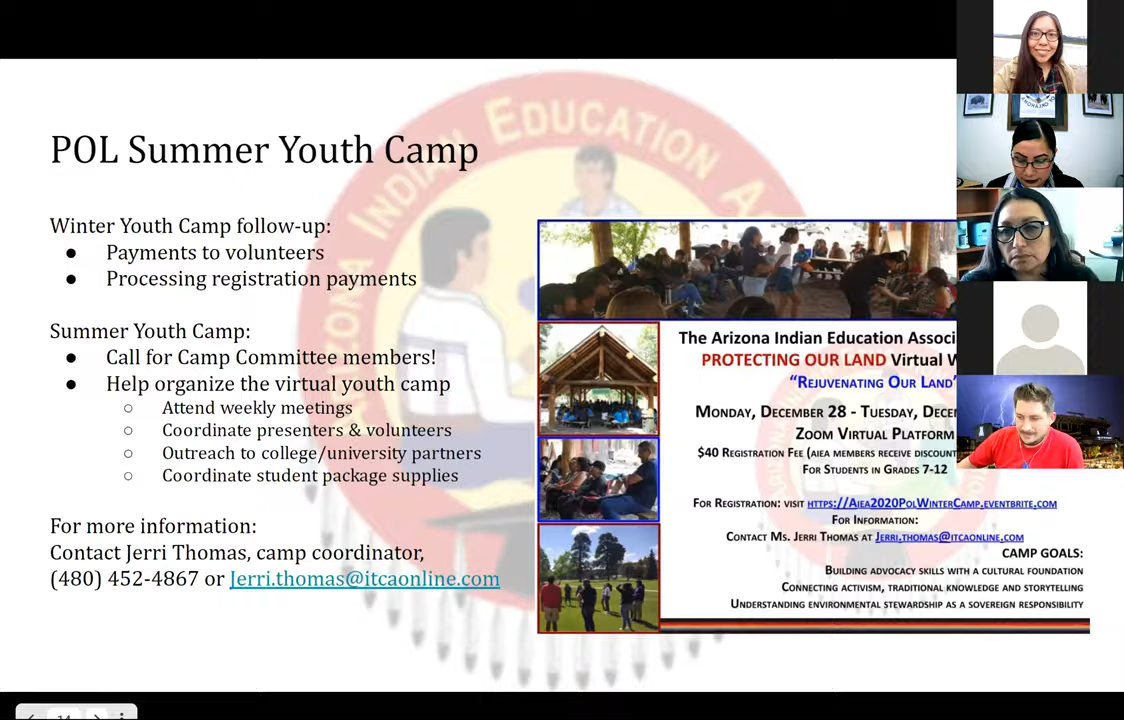 POL Summer Youth Camp
Winter Youth Camp follow-up:
● Payments to volunteers
● Processing registration payments
Summer Youth Camp:
● Call for Camp Committee members!
● Help organize the virtual youth camp
○ Attend weekly meetings
○ Coordinate presenters & volunteers
○ Outreach to college/university partners
○ Coordinate student package supplies
For more information:
Contact Jerri Thomas, camp coordinator,
(480) 452-4867 or Jerri.thomas@itcaonline.com
ARIZONA INDIAN EDUCATION A
The Arizona Indian Education Associ
PROTECTING OUR LAND Virtual W
“REJUVENATING OUR LAND”
MONDAY, DECEMBER 28 - TUESDAY, DECE
ZOOM VIRTUAL PLATFORM
$40 REGISTRATION FEE (AIEA MEMBERS RECEIVE DISCOUNT
FOR STUDENTS IN GRADES 7-12
FOR REGISTRATION: VISIT HTTPS://AIEA2020POLWINTERCAMP.EVENTBRITE.COM
FOR INFORMATION:
CONTACT MS. JERRI THOMAS AT JERRI.THOMAS@ITCAONLINE.COM
CAMP GOALS:
BUILDING ADVOCACY SKILLS WITH A CULTURAL FOUNDATION
CONNECTING ACTIVISM, TRADITIONAL KNOWLEDGE AND STORYTELLING
UNDERSTANDING ENVIRONMENTAL STEWARDSHIP AS A SOVEREIGN RESPONSIBILITY
14